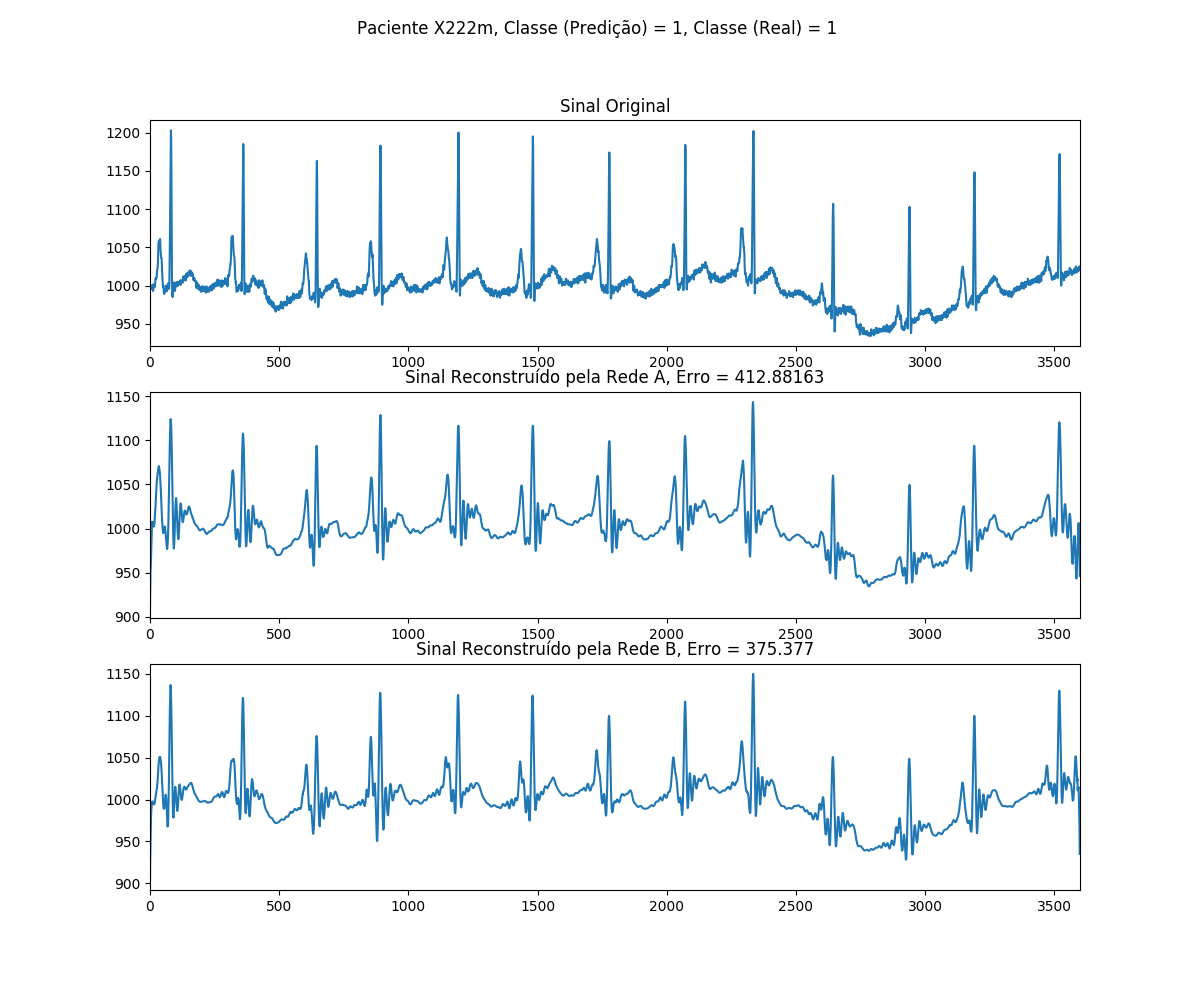 Paciente X222m, Classe (Predição) = 1, Classe (Real) = 1
Sinal Original
1200
1150
1100
1050
1000
950
0 500 1000 1500 2000 2500 3000 3500
Sinal Reconstruído pela Rede A, Erro = 412.88163
1150
1100
1050
1000
950
900
0 500 1000 1500 2000 2500 3000 3500
Sinal Reconstruído pela Rede B, Erro = 375.377
1150
1100
1050
1000
950
900
0 500 1000 1500 2000 2500 3000 3500